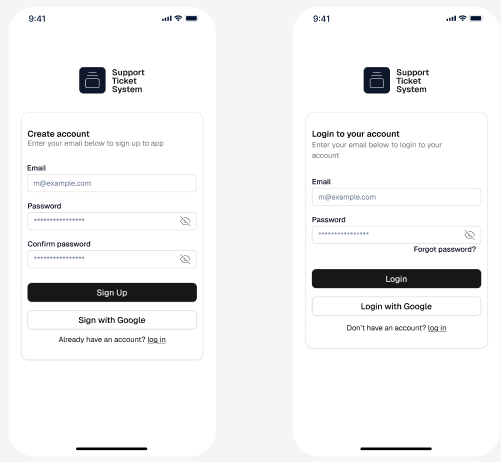 9:41
Support
Ticket
System
Create account
Enter your email below to sign up to app
Email
m@example.com
Password
****************
Confirm password
****************
Sign Up
Sign with Google
Already have an account? log in
9:41
Support
Ticket
System
Login to your account
Enter your email below to login to your
account
Email
m@example.com
Password
****************
Forgot password?
Login
Login with Google
Don't have an account? log in